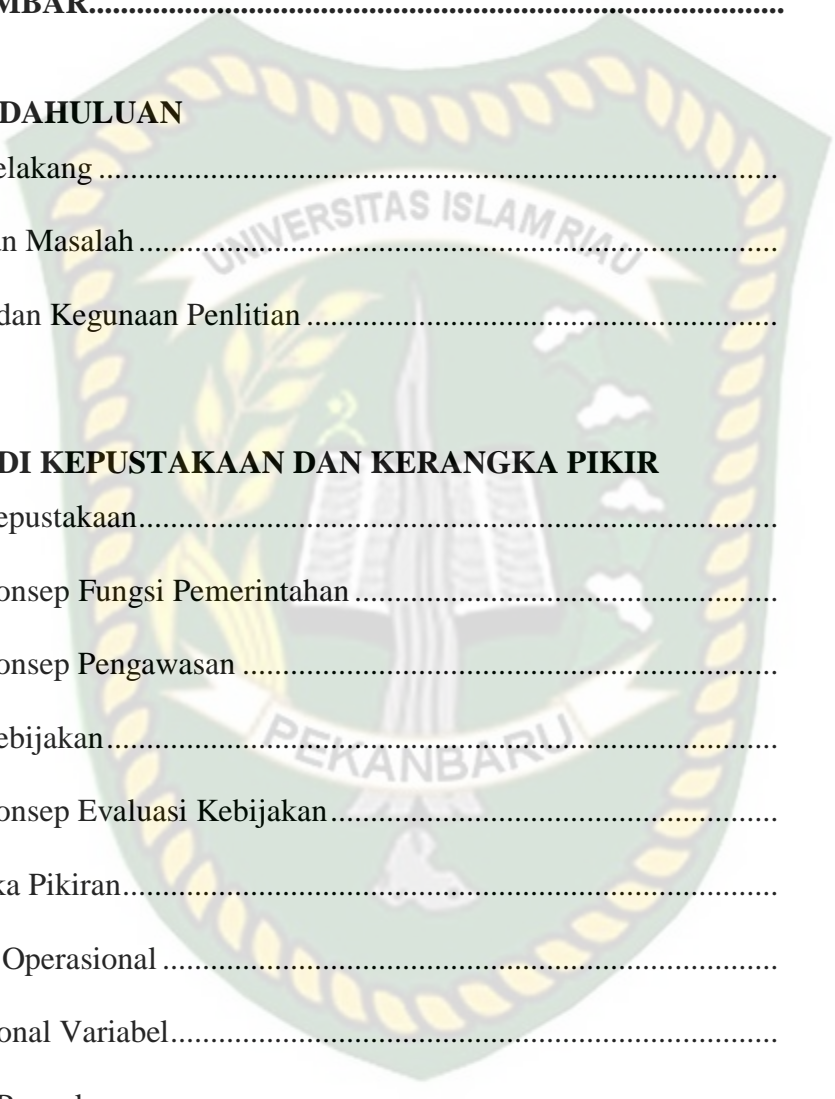 MBAR...............................................................................
DAHULUAN
elakang...............................................................................
UNIVERSITAS ISLAM RIAU
an Masalah...............................................................................
dan Kegunaan Penlitian...............................................................................
DI KEPUSTAKAAN DAN KERANGKA PIKIR
epustakaan...............................................................................
onsep Fungsi Pemerintahan...............................................................................
onsep Pengawasan...............................................................................
ebijakan...............................................................................
PEKANBARU
onsep Evaluasi Kebijakan...............................................................................
ka Pikiran...............................................................................
Operasional...............................................................................
onal Variabel...............................................................................